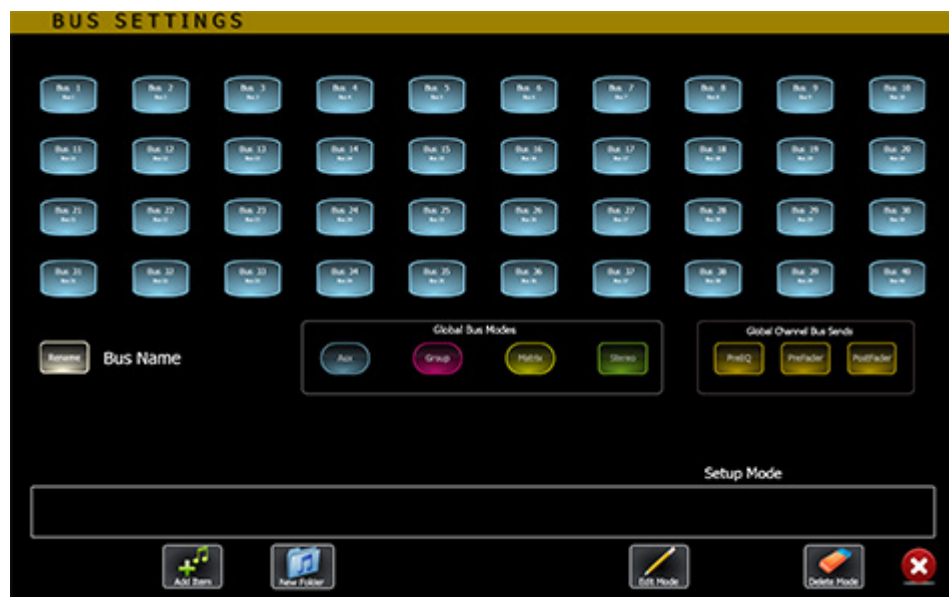 BUS SETTINGS
Bus 1 Bus 2 Bus 3 Bus 4 Bus 5 Bus 6 Bus 7 Bus 8 Bus 9 Bus 10
Bus 11 Bus 12 Bus 13 Bus 14 Bus 15 Bus 16 Bus 17 Bus 18 Bus 19 Bus 20
Bus 21 Bus 22 Bus 23 Bus 24 Bus 25 Bus 26 Bus 27 Bus 28 Bus 29 Bus 30
Bus 31 Bus 32 Bus 33 Bus 34 Bus 35 Bus 36 Bus 37 Bus 38 Bus 39 Bus 40
Global Bus Modes Global Channel Bus Sends
Rename Bus Name Aux Group Matrix Stereo PreEQ PreFader PostFader
Setup Mode
Add Item New Folder Edit Mode Delete Mode